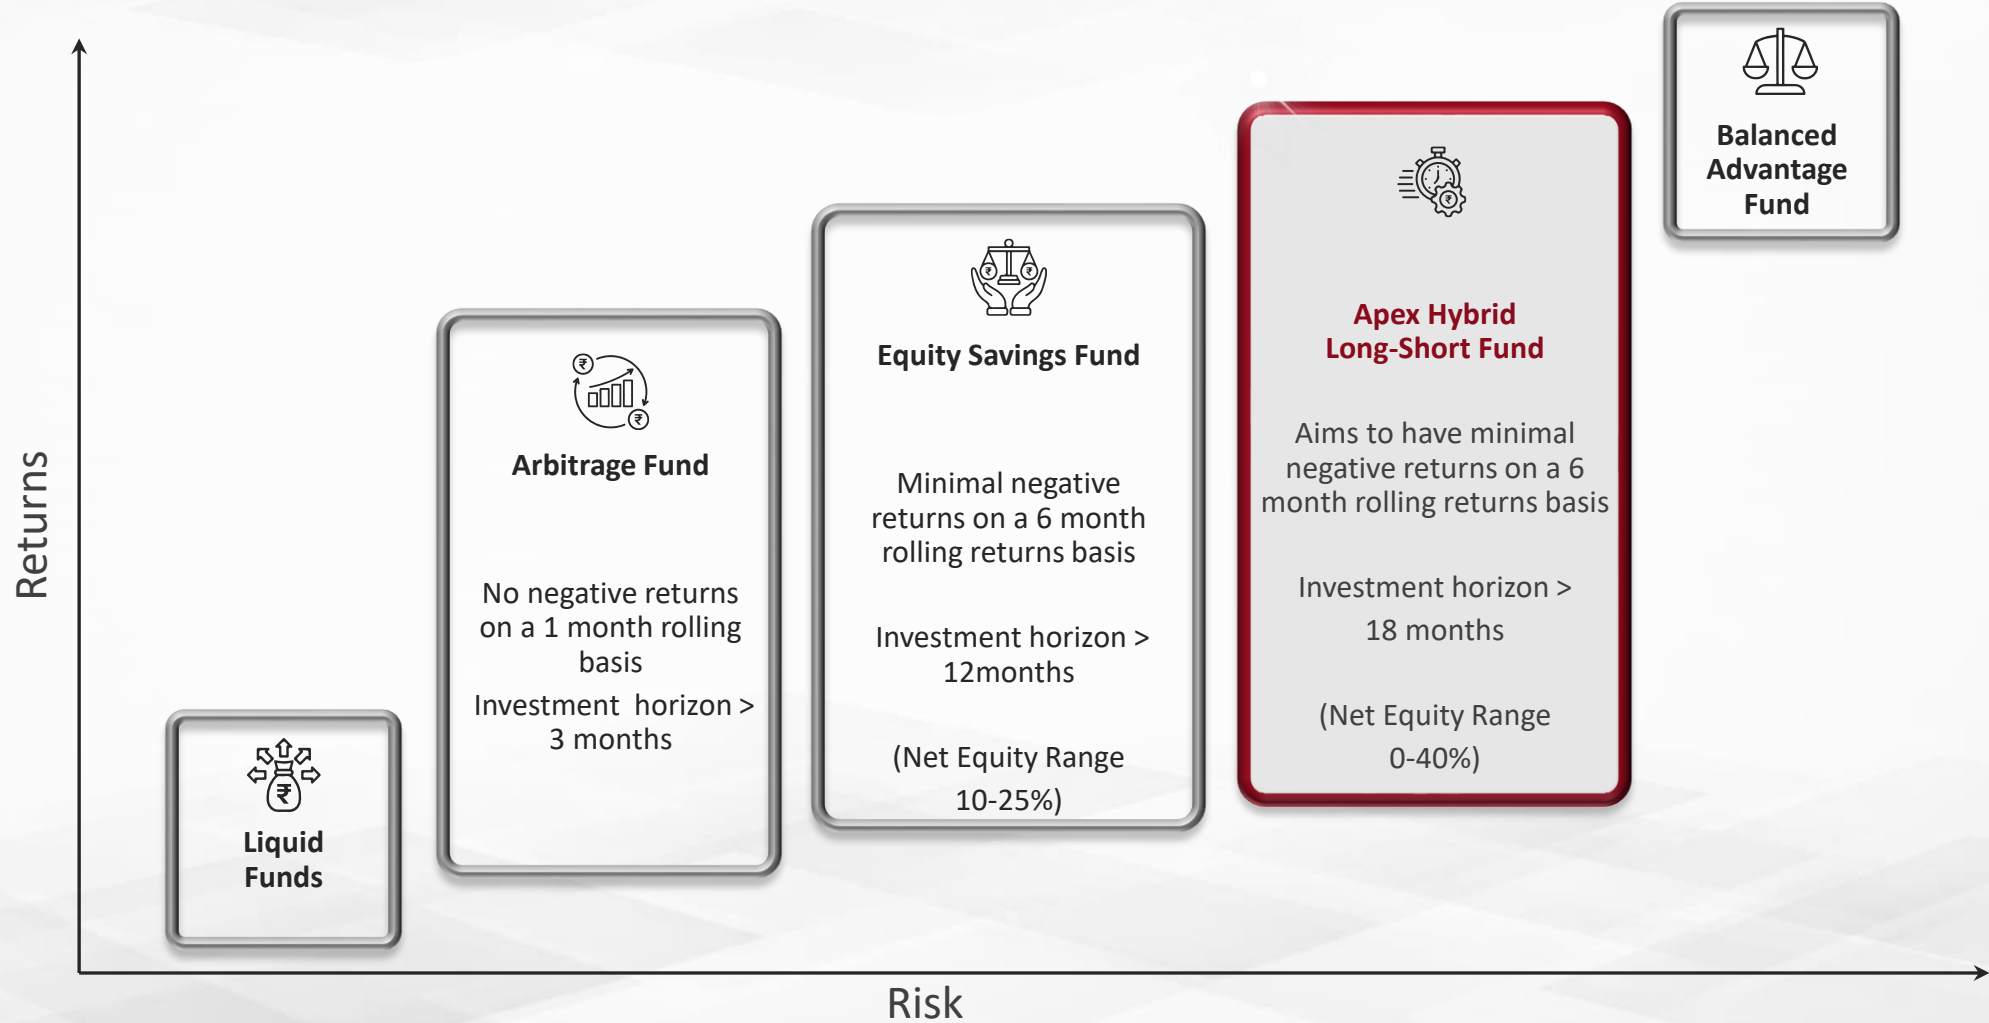 Returns
Liquid
Funds
Arbitrage Fund
No negative returns
on a 1 month rolling
basis
Investment  horizon >
3 months
Equity Savings Fund
Minimal negative
returns on a 6 month
rolling returns basis
Investment horizon >
12months
(Net Equity Range
10-25%)
Apex Hybrid
Long-Short Fund
Aims to have minimal
negative returns on a 6
month rolling returns basis
Investment horizon >
18 months
(Net Equity Range
0-40%)
Balanced
Advantage
Fund
Risk